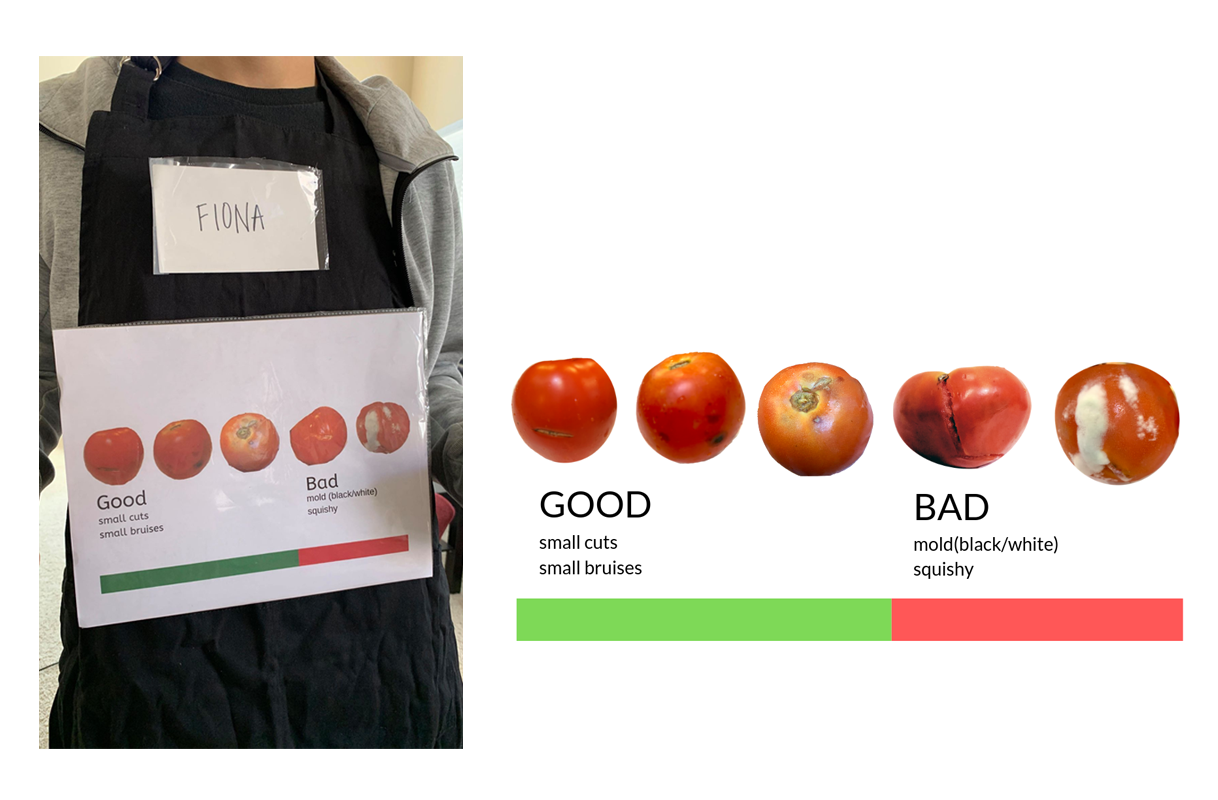 FIONA
Good
small cuts
small bruises
Bad
mold (black/white)
squishy
GOOD
small cuts
small bruises
BAD
mold(black/white)
squishy